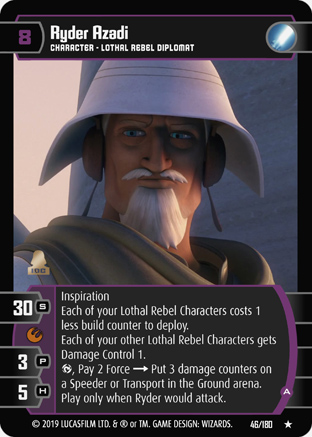 8 Ryder Azadi
CHARACTER - LOTHAL REBEL DIPLOMAT
IDC
30 S
3 P
5 H
Inspiration
Each of your Lothal Rebel Characters costs 1
less build counter to deploy.
Each of your other Lothal Rebel Characters gets
Damage Control 1.
, Pay 2 Force → Put 3 damage counters on
a Speeder or Transport in the Ground arena.
Play only when Ryder would attack.
A
© 2019 LUCASFILM LTD. & ® or TM. GAME DESIGN: WIZARDS. 46/180 ★